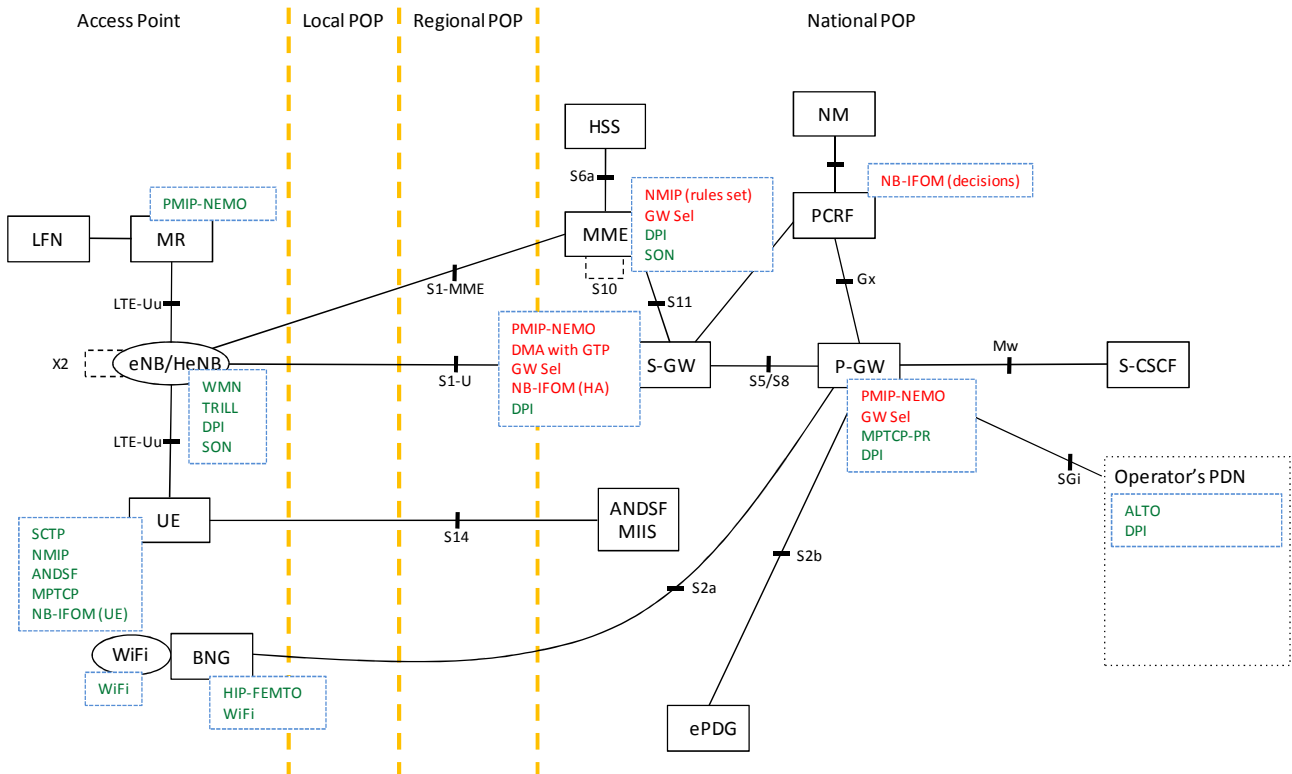 Access Point
Local POP
Regional POP
National POP
HSS
NM
S6a
NMIP (rules set)
GW Sel
DPI
SON
NB-IFOM (decisions)
PMIP-NEMO
LFN
MR
MME
PCRF
S10
S1-MME
S11
Gx
LTE-Uu
X2
eNB/HeNB
WMN
TRILL
DPI
SON
S1-U
PMIP-NEMO
DMA with GTP
GW Sel
NB-IFOM (HA)
DPI
S-GW
S5/S8
P-GW
Mw
S-CSCF
PMIP-NEMO
GW Sel
MPTCP-PR
DPI
LTE-Uu
SGi
Operator's PDN
ALTO
DPI
UE
SCTP
NMIP
ANDSF
MPTCP
NB-IFOM (UE)
S14
ANDSF
MIIS
S2b
S2a
WiFi
BNG
WiFi
HIP-FEMTO
WiFi
ePDG